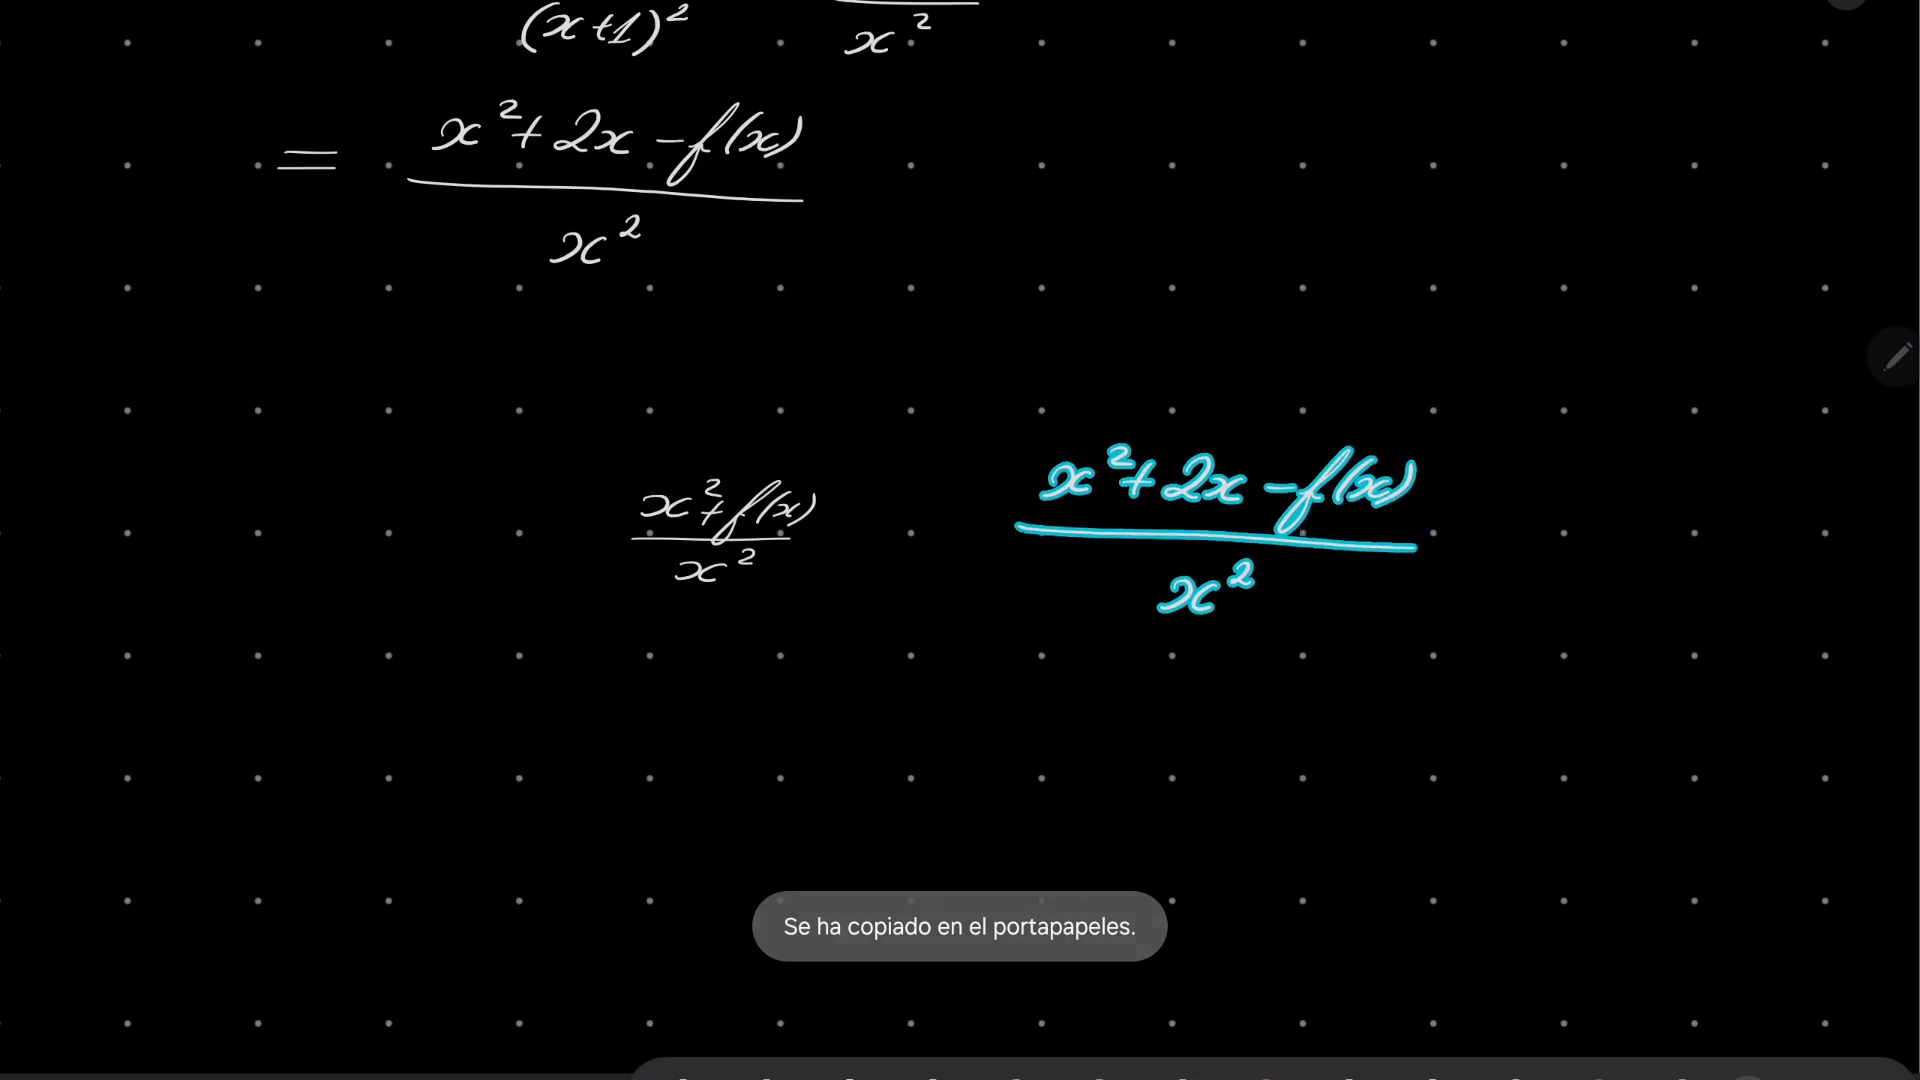 (x+1)²
x²
= x²+2x-f(x)
x²
x²+f(x)
x²
x²+2x-f(x)
x²
Se ha copiado en el portapapeles.